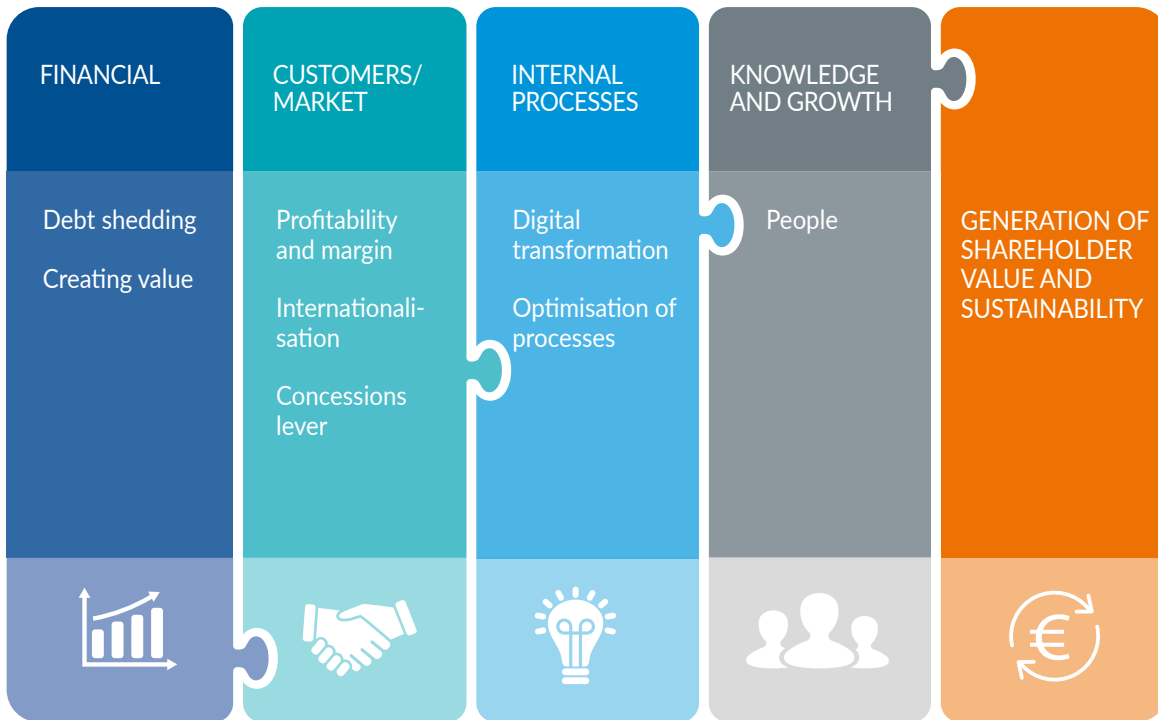 FINANCIAL
Debt shedding
Creating value
CUSTOMERS/
MARKET
Profitability
and margin
Internationali-
sation
Concessions
lever
INTERNAL
PROCESSES
Digital
transformation
Optimisation of
processes
KNOWLEDGE
AND GROWTH
People
GENERATION OF
SHAREHOLDER
VALUE AND
SUSTAINABILITY
€